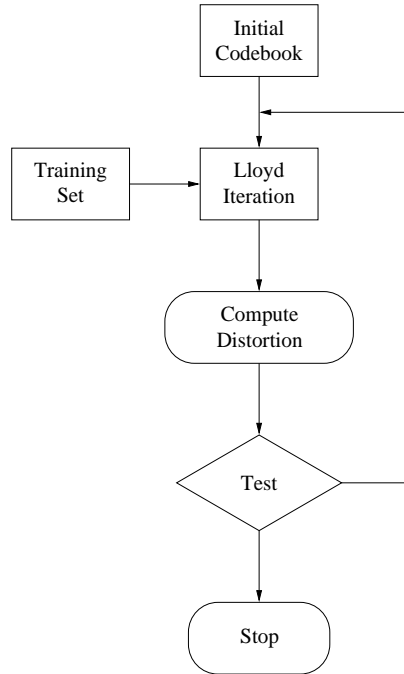 Initial
Codebook
Training
Set
Lloyd
Iteration
Compute
Distortion
Test
Stop